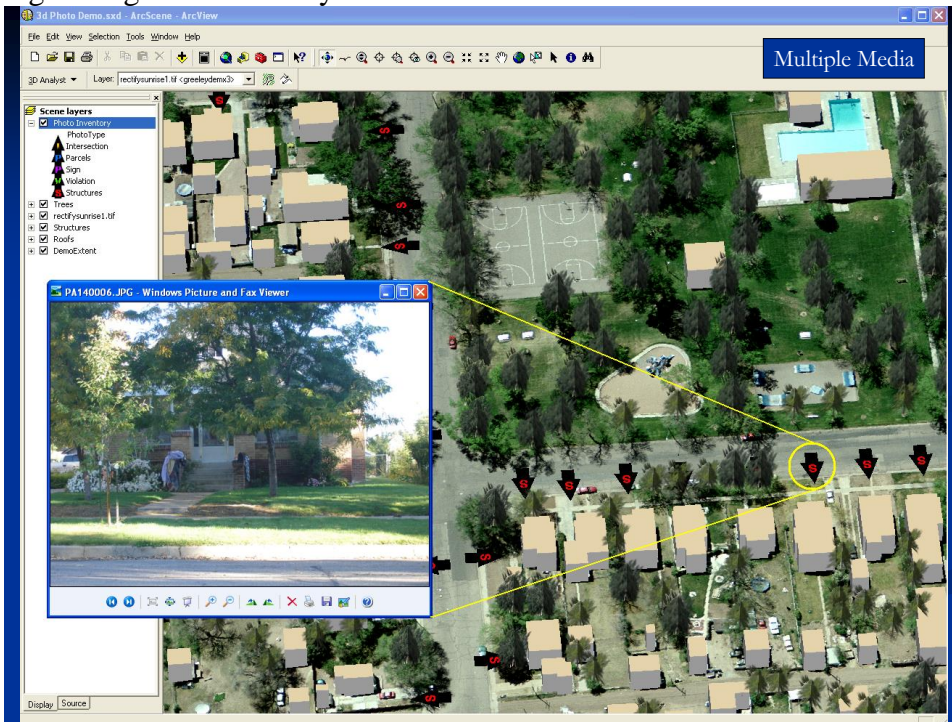 3d Photo Demo.sxd - ArcScene - ArcView
File Edit View Selection Tools Window Help
Multiple Media
3D Analyst Layer: rectifysunrise1.tif <greeleydemx3>
Scene layers
Photo Inventory
PhotoType
Intersection
Parcels
Sign
Violation
Structures
Trees
rectifysunrise1.tif
Structures
Roofs
DemoExtent
PA140006.JPG - Windows Picture and Fax Viewer
S
S
S
S
S
S
S
S
S
S
S
S
Display Source